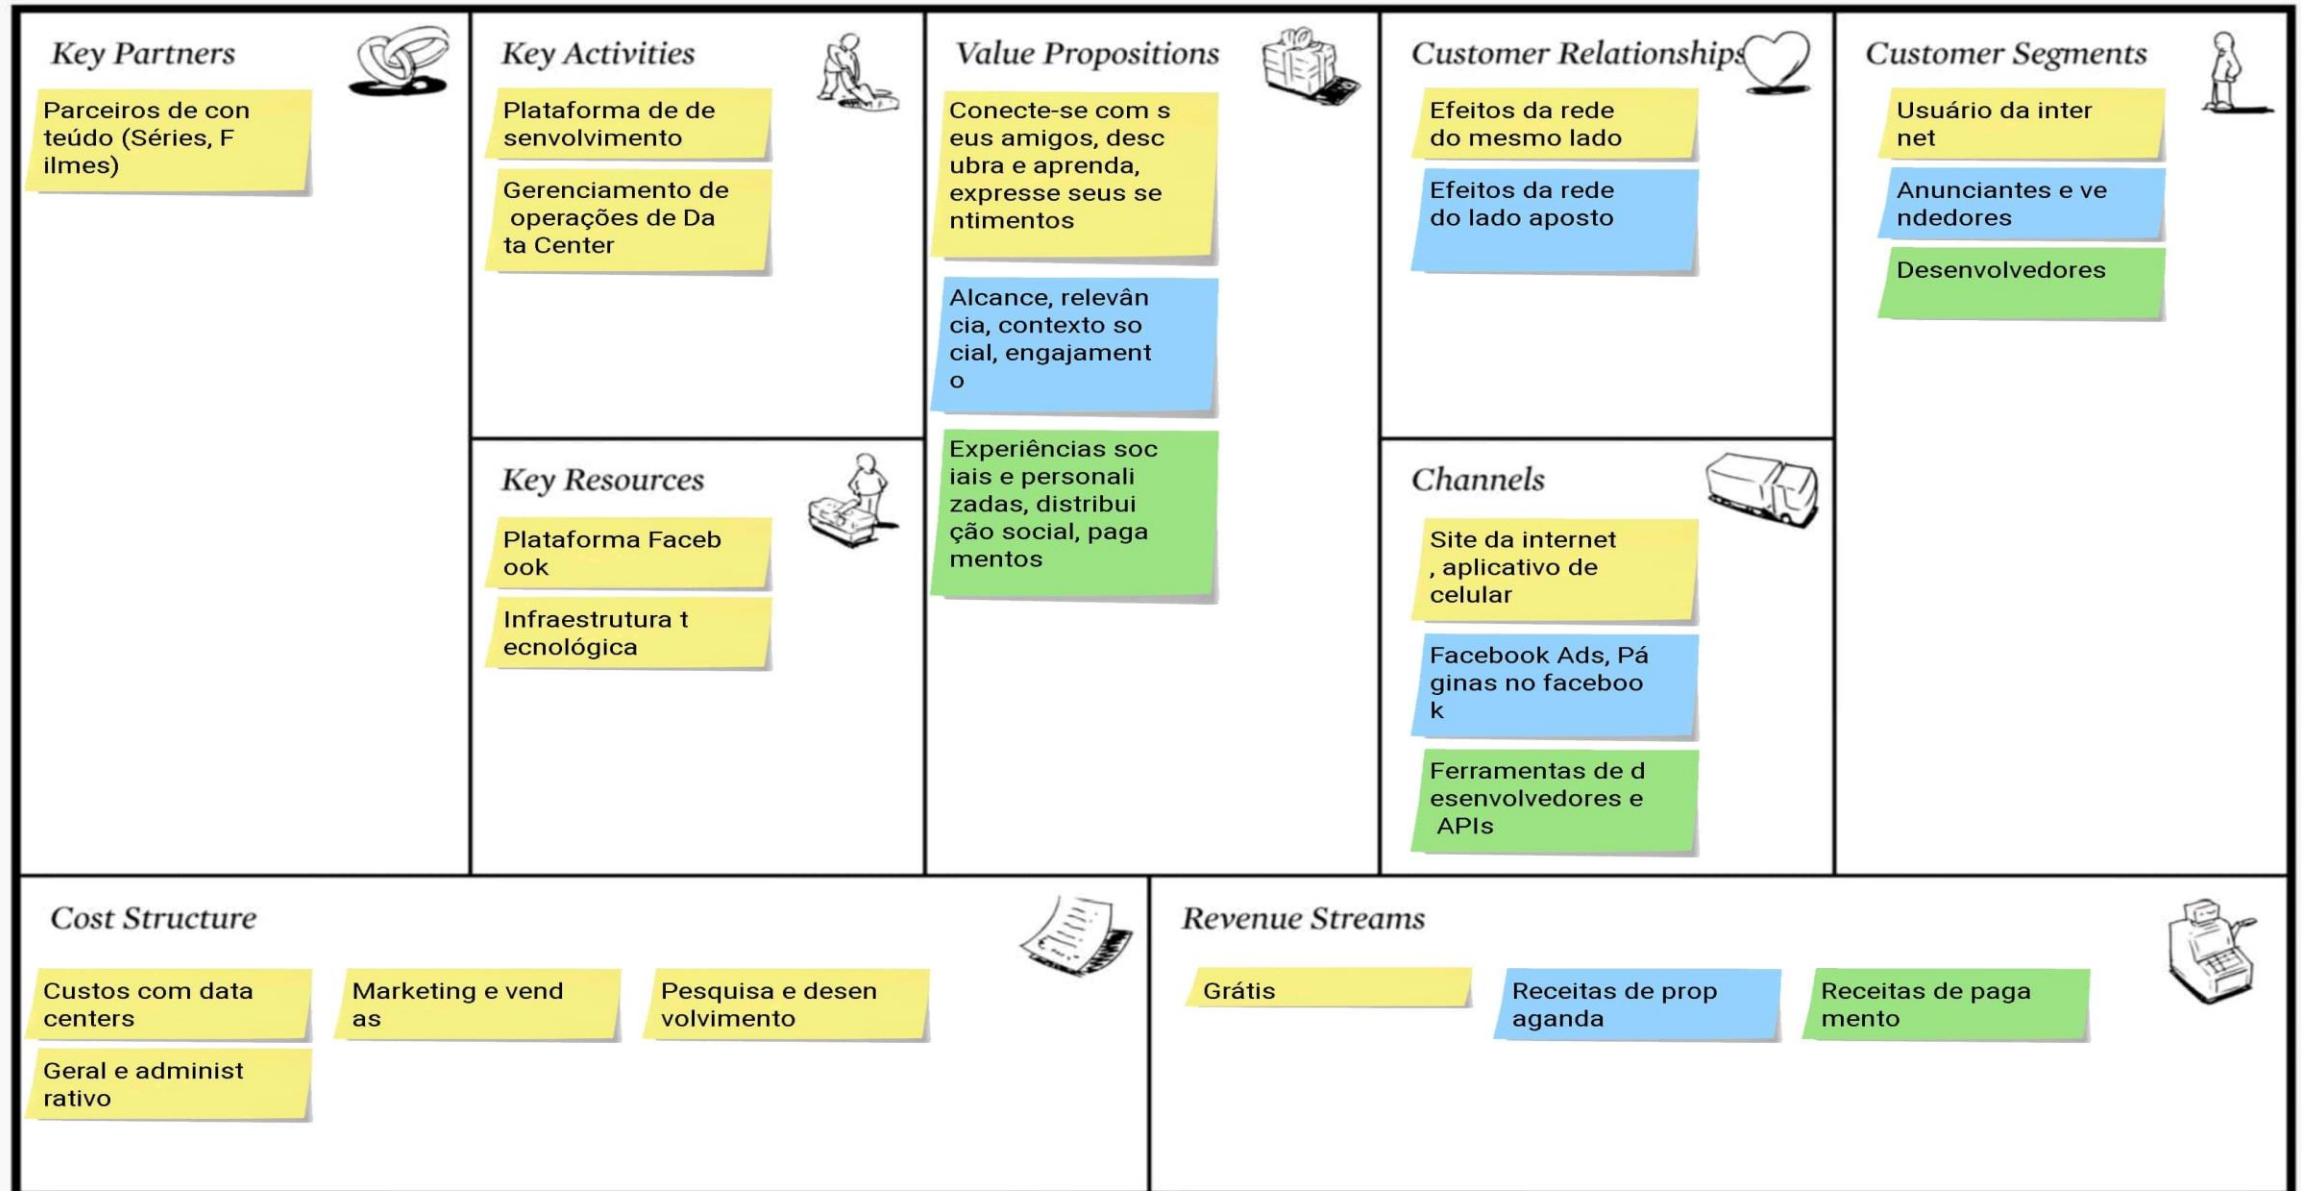 Key Partners
Parceiros de con
teúdo (Séries, F
ilmes)
Key Activities
Plataforma de de
senvolvimento
Gerenciamento de
operações de Da
ta Center
Key Resources
Plataforma Faceb
ook
Infraestrutura t
ecnológica
Value Propositions
Conecte-se com s
eus amigos, desc
ubra e aprenda,
expresse seus se
ntimentos
Alcance, relevân
cia, contexto so
cial, engajament
o
Experiências soc
iais e personali
zadas, distribui
ção social, paga
mentos
Customer Relationships
Efeitos da rede
do mesmo lado
Efeitos da rede
do lado aposto
Channels
Site da internet
, aplicativo de
celular
Facebook Ads, Pá
ginas no faceboo
k
Ferramentas de d
esenvolvedores e
APIs
Customer Segments
Usuário da inter
net
Anunciantes e ve
ndedores
Desenvolvedores
Cost Structure
Custos com data
centers
Marketing e vend
as
Pesquisa e desen
volvimento
Geral e administ
rativo
Revenue Streams
Grátis
Receitas de prop
aganda
Receitas de paga
mento